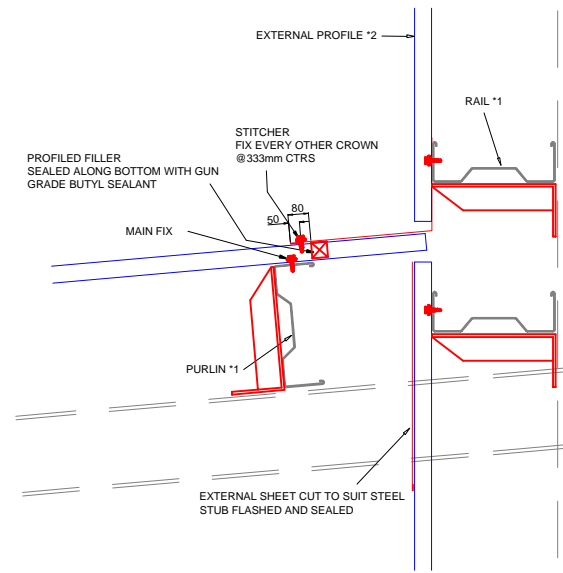 EXTERNAL PROFILE *2
RAIL *1
STITCHER
FIX EVERY OTHER CROWN
@333mm CTRS
PROFILED FILLER
SEALED ALONG BOTTOM WITH GUN
GRADE BUTYL SEALANT
80
50
MAIN FIX
PURLIN *1
EXTERNAL SHEET CUT TO SUIT STEEL
STUB FLASHED AND SEALED